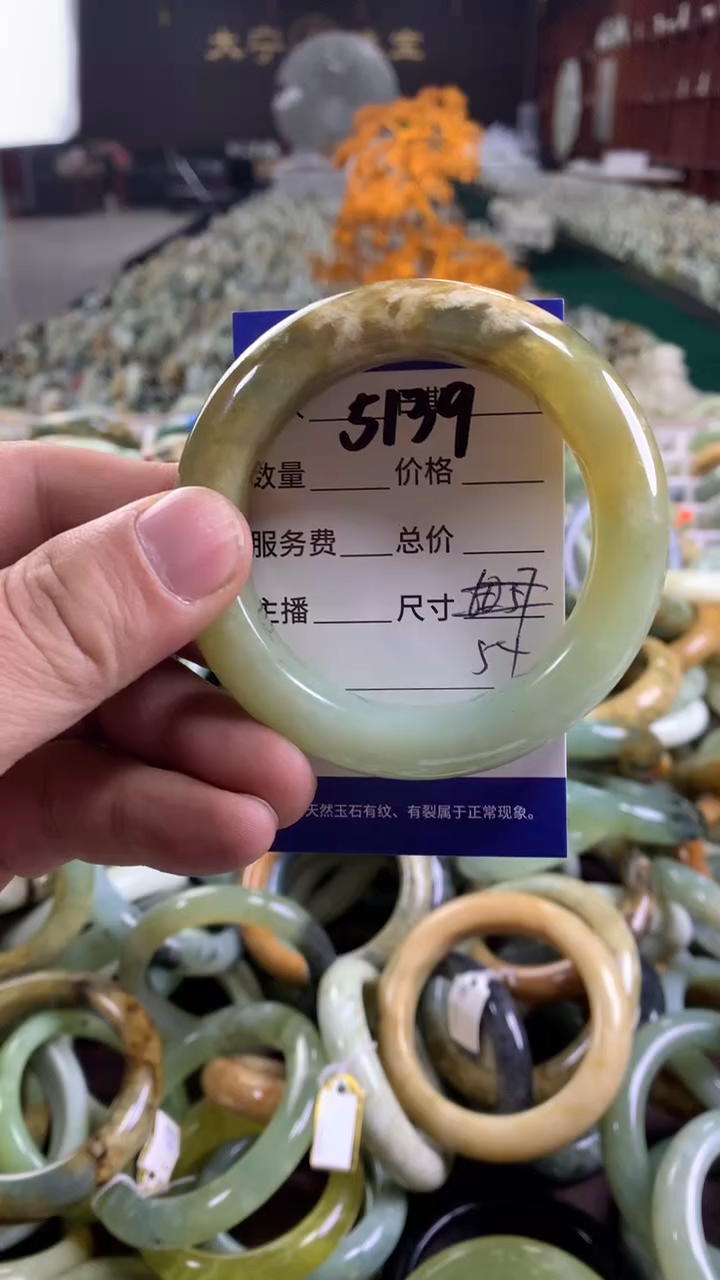 5139
数量 价格
服务费 总价
主播 尺寸
54
天然玉石有纹、有裂属于正常现象。